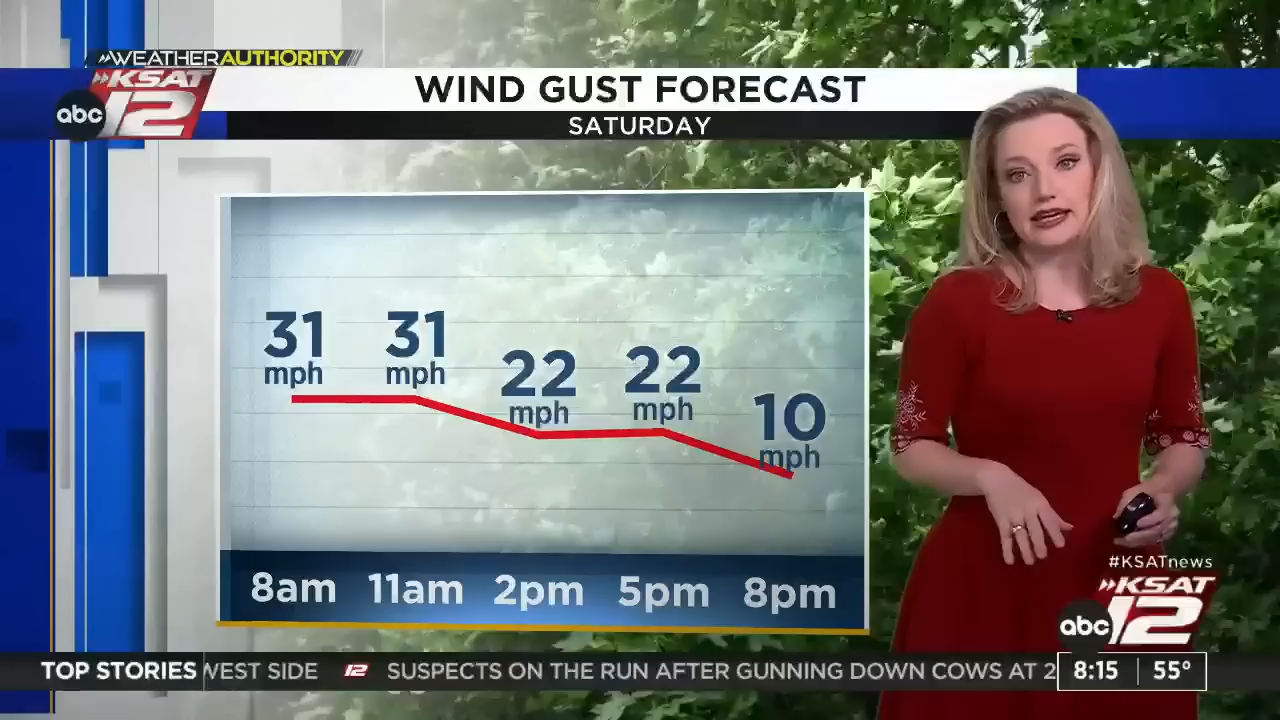 WEATHERAUTHORITY
KSAT
abc 12
WIND GUST FORECAST
SATURDAY
31 mph
31 mph
22 mph
22 mph
10 mph
8am 11am 2pm 5pm 8pm
#KSATnews
KSAT
abc 12
TOP STORIES WEST SIDE 12 SUSPECTS ON THE RUN AFTER GUNNING DOWN COWS AT 2 8:15 55°